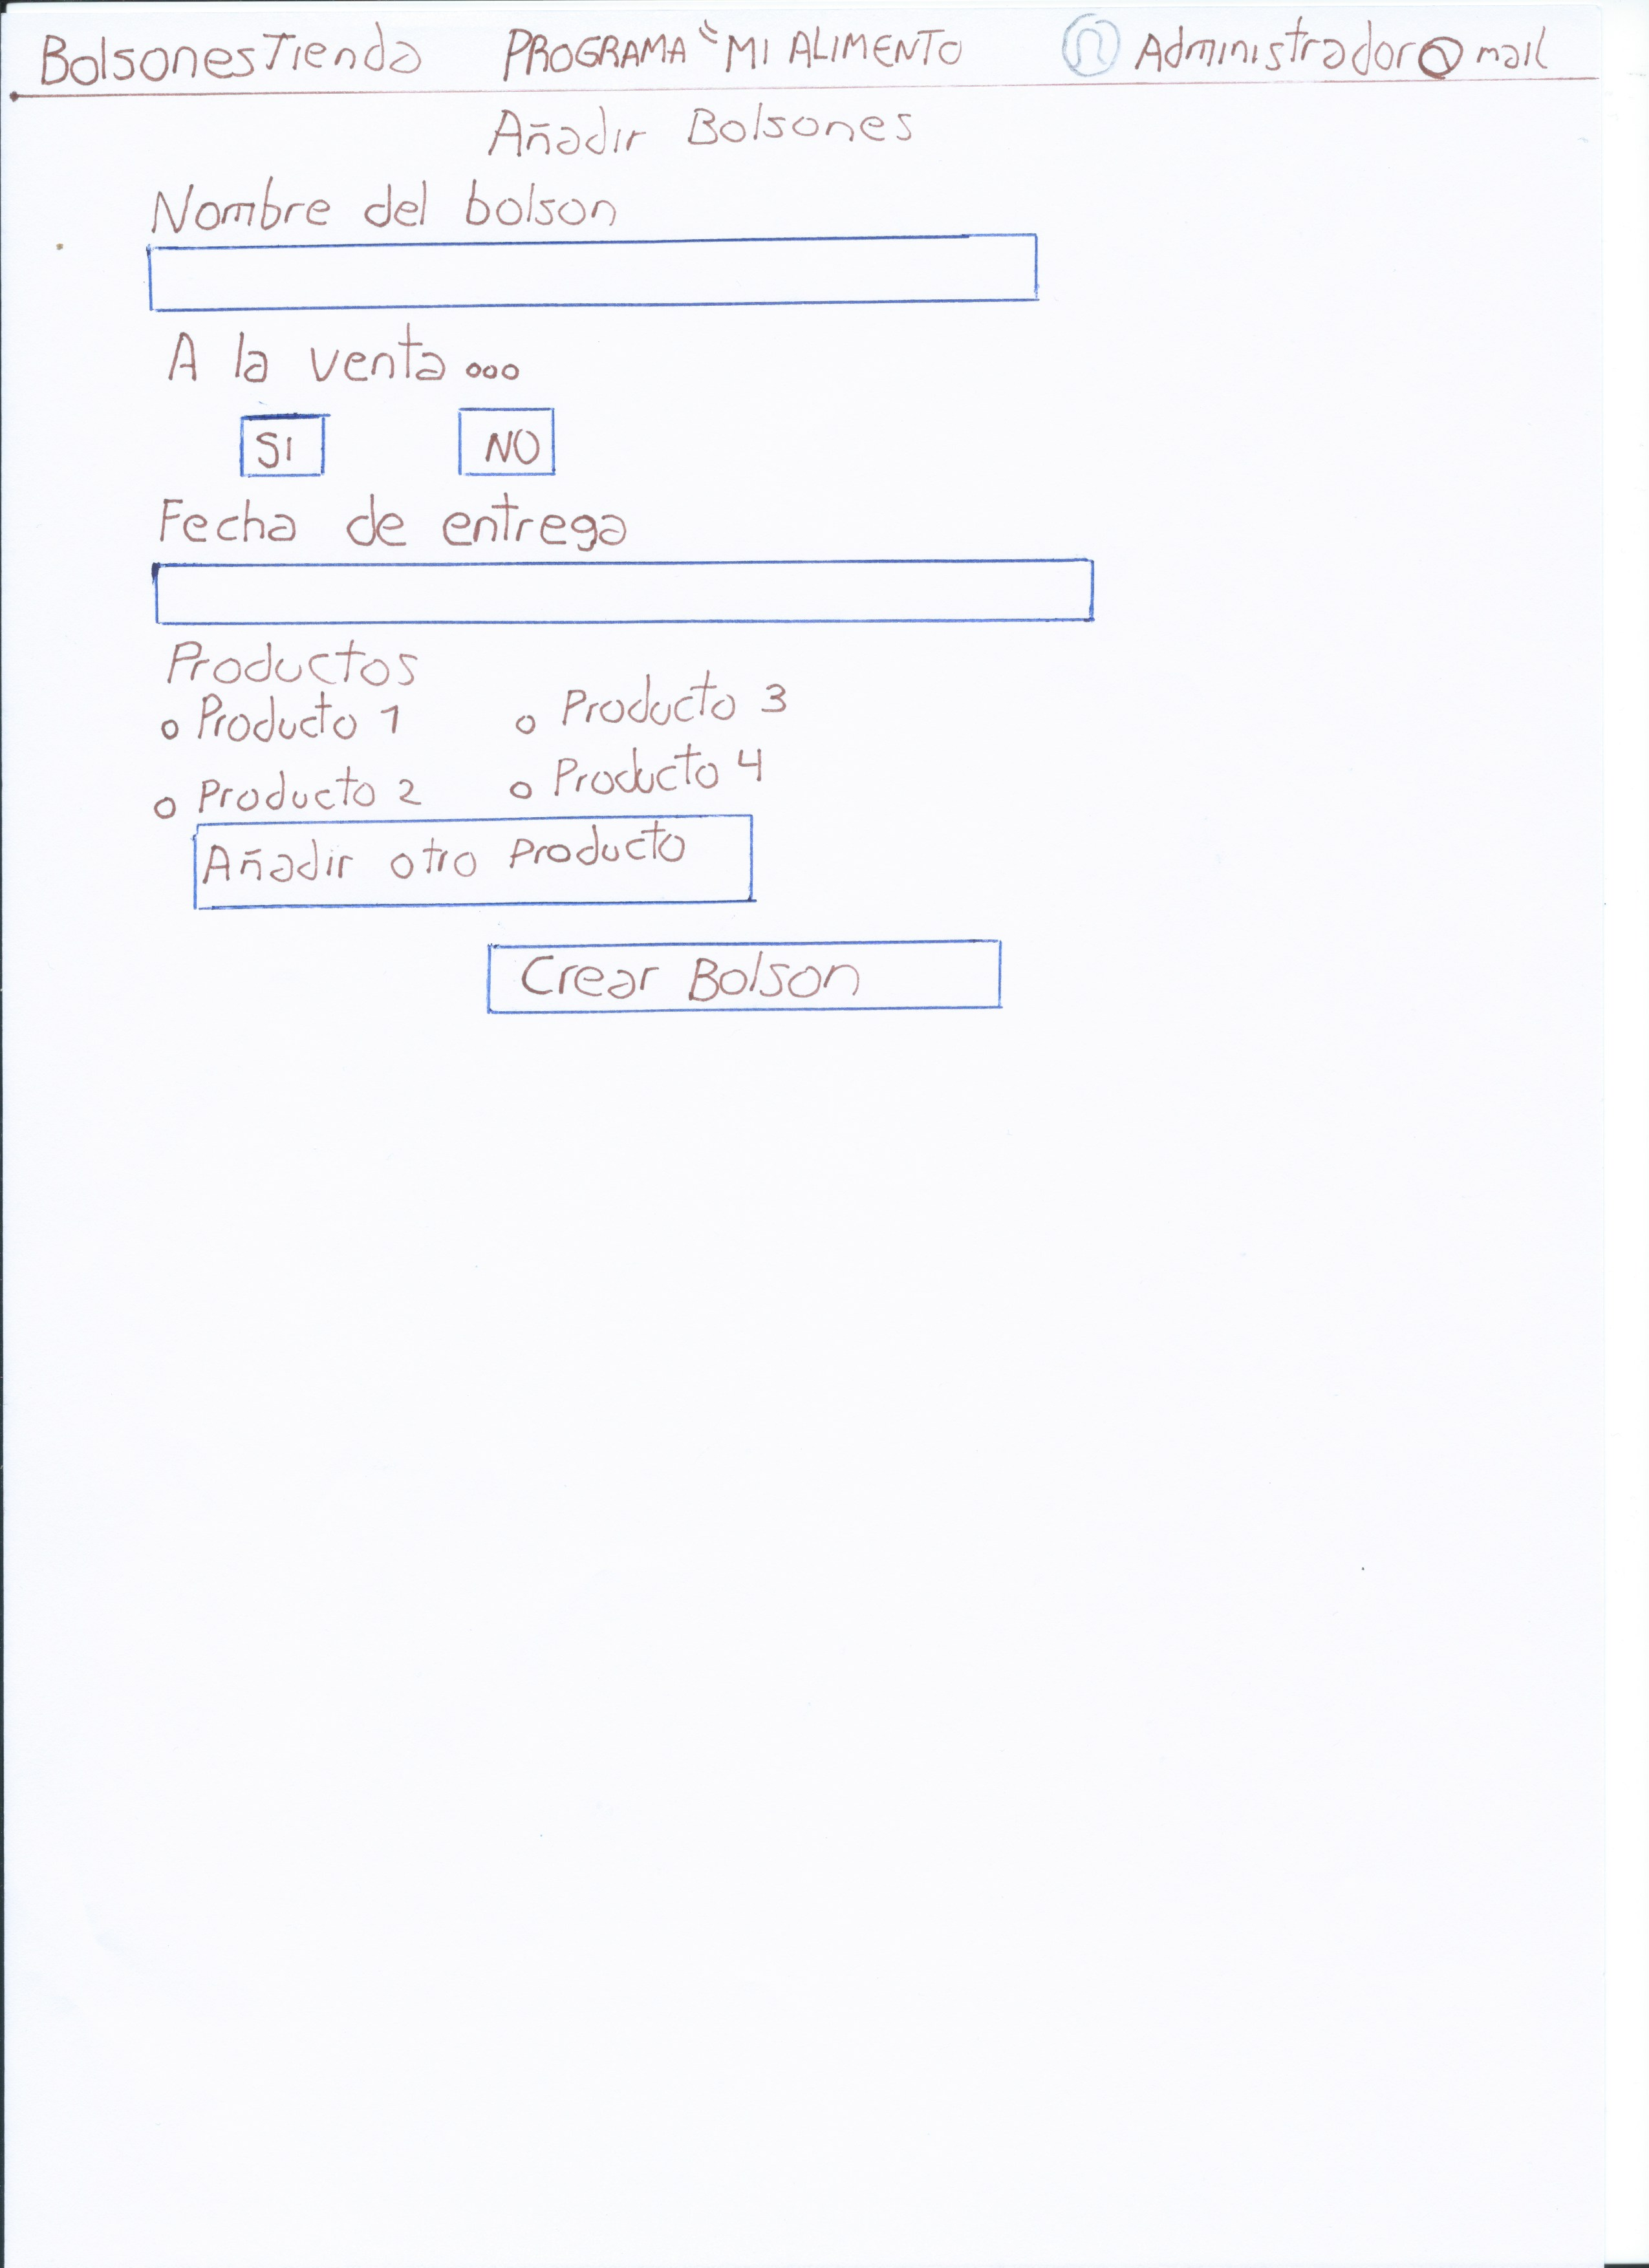 BolsonesTienda PROGRAMA "MI ALIMENTO Administrador@mail
Añadir Bolsones
Nombre del bolson
A la venta...
SI NO
Fecha de entrega
Productos
Producto 1 Producto 3
Producto 2 Producto 4
Añadir otro Producto
Crear Bolson